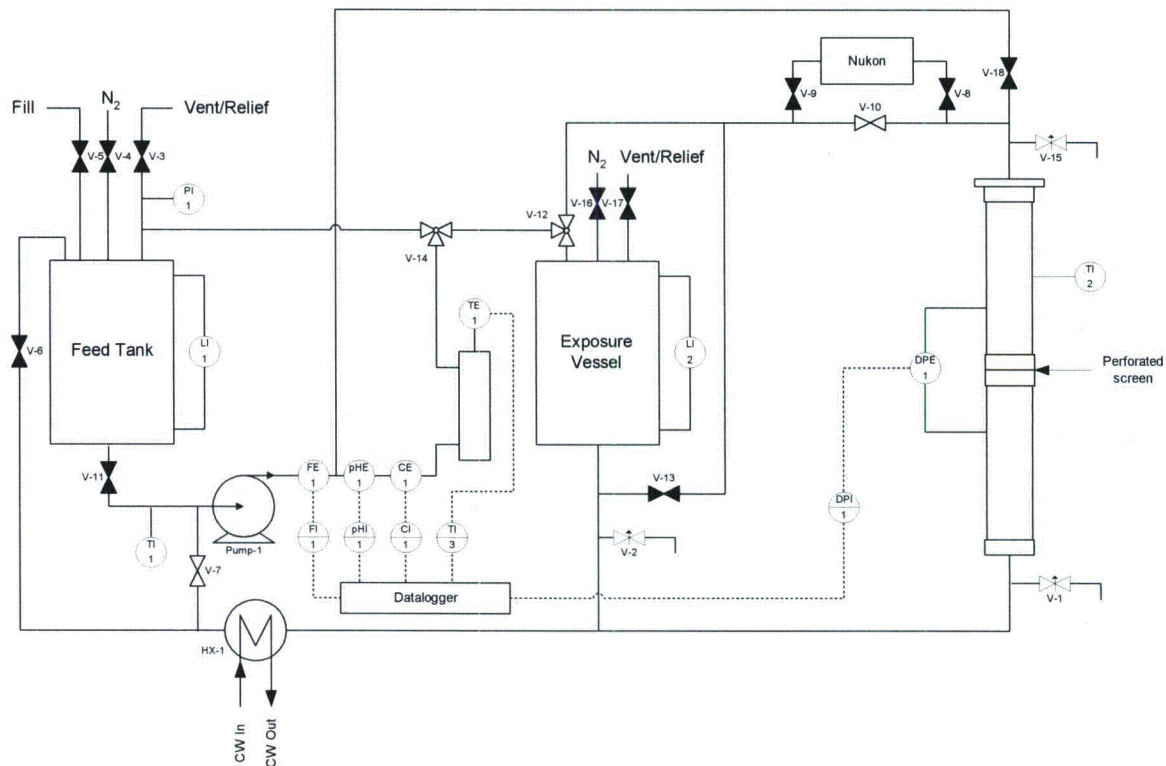 Nukon
V-18
V-9
V-8
V-10
Fill
N2
Vent/Relief
V-5
V-4
V-3
V-15
PI
1
N2
Vent/Relief
V-12
V-16
V-17
V-14
TI
2
TE
1
Feed Tank
LI
1
V-6
Exposure
Vessel
LI
2
DPE
1
Perforated
screen
V-11
FE
1
pHE
1
CE
1
V-13
DPI
1
TI
1
Pump-1
FI
1
pHI
1
CI
1
TI
3
V-2
V-7
Datalogger
V-1
HX-1
CW In
CW Out